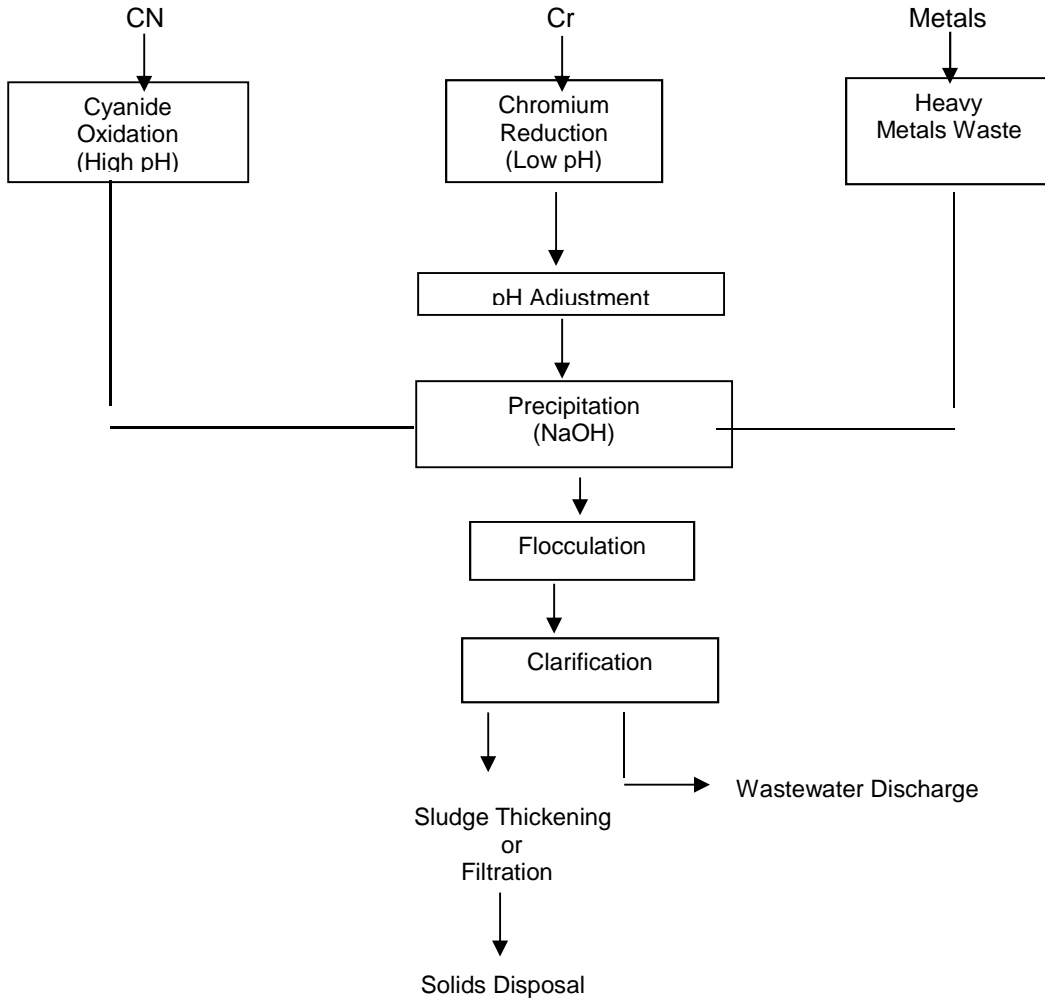 CN
Cr
Metals
Cyanide
Oxidation
(High pH)
Chromium
Reduction
(Low pH)
Heavy
Metals Waste
pH Adjustment
Precipitation
(NaOH)
Flocculation
Clarification
Wastewater Discharge
Sludge Thickening
or
Filtration
Solids Disposal